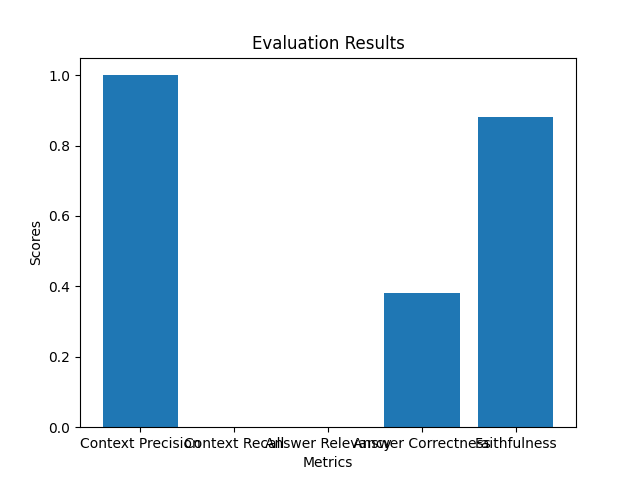 Evaluation Results
1.0
0.8
0.6
0.4
0.2
0.0
Scores
Context Precision Context Recall Answer Relevancy Answer Correctness Faithfulness
Metrics